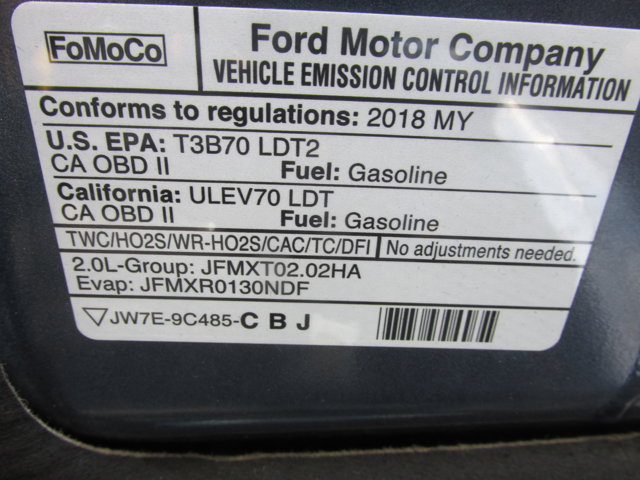 FoMoCo
Ford Motor Company
VEHICLE EMISSION CONTROL INFORMATION
Conforms to regulations: 2018 MY
U.S. EPA: T3B70 LDT2
CA OBD II Fuel: Gasoline
California: ULEV70 LDT
CA OBD II Fuel: Gasoline
TWC/HO2S/WR-HO2S/CAC/TC/DFI No adjustments needed.
2.0L-Group: JFMXT02.02HA
Evap: JFMXR0130NDF
JW7E-9C485-C B J